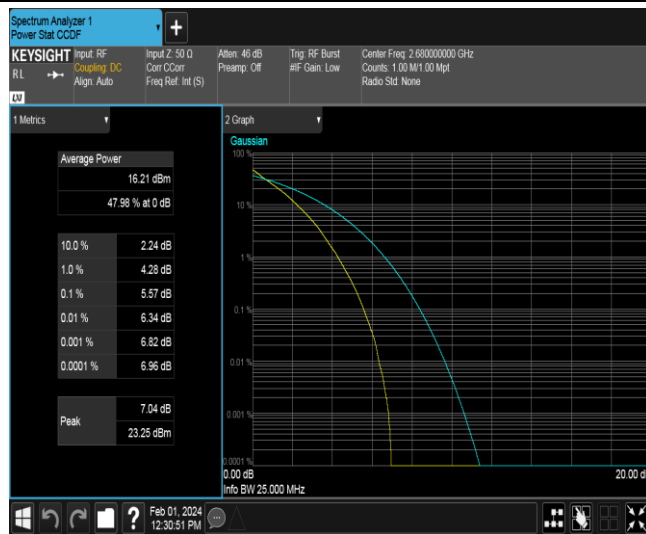 Spectrum Analyzer 1
Power Stat CCDF
+
KEYSIGHT
RL
LXI
Input: RF
Coupling: DC
Align: Auto
Input Z: 50 Ω
Corr CCorr
Freq Ref: Int (S)
Atten: 46 dB
Preamp: Off
Trig: RF Burst
#IF Gain: Low
Center Freq: 2.680000000 GHz
Counts: 1.00 M/1.00 Mpt
Radio Std: None
1 Metrics
Average Power
16.21 dBm
47.98 % at 0 dB
10.0 % 2.24 dB
1.0 % 4.28 dB
0.1 % 5.57 dB
0.01 % 6.34 dB
0.001 % 6.82 dB
0.0001 % 6.96 dB
Peak
7.04 dB
23.25 dBm
2 Graph
Gaussian
100 %
10 %
1 %
0.1 %
0.01 %
0.001 %
0.0001 %
0.00 dB
20.00 d
Info BW 25.000 MHz
?
Feb 01, 2024
12:30:51 PM